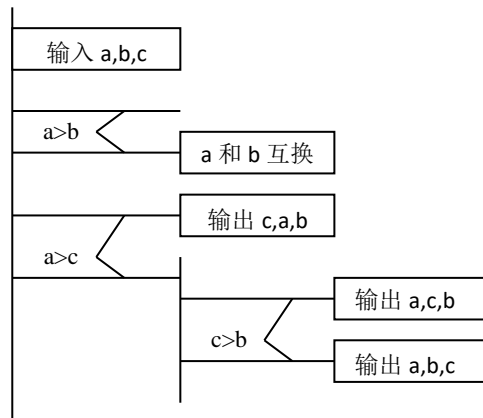 输入 a,b,c
a>b
a 和 b 互换
输出 c,a,b
a>c
输出 a,c,b
c>b
输出 a,b,c